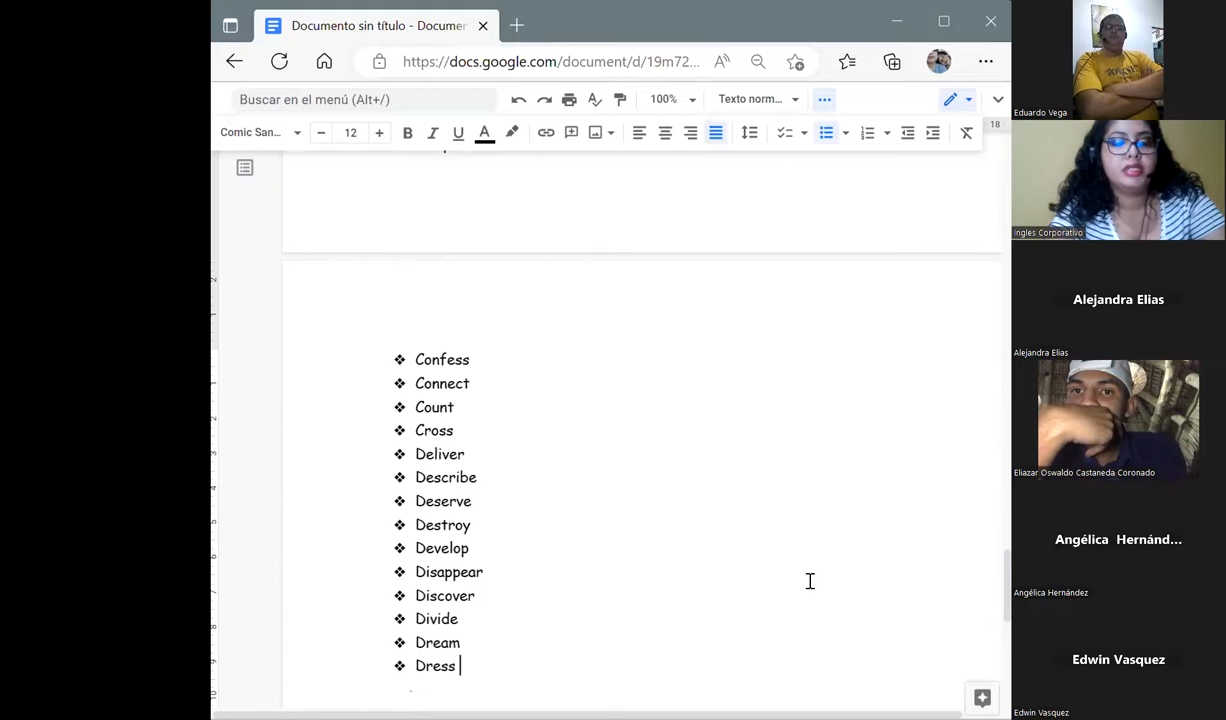 Documento sin título - Documer
https://docs.google.com/document/d/19m72...
Buscar en el menú (Alt+/)
100%
Texto norm...
Comic San...
12
18
Confess
Connect
Count
Cross
Deliver
Describe
Deserve
Destroy
Develop
Disappear
Discover
Divide
Dream
Dress
Eduardo Vega
Ingles Corporativo
Alejandra Elias
Alejandra Elias
Eliazar Oswaldo Castaneda Coronado
Angélica Hernánd...
Angélica Hernández
Edwin Vasquez
Edwin Vasquez